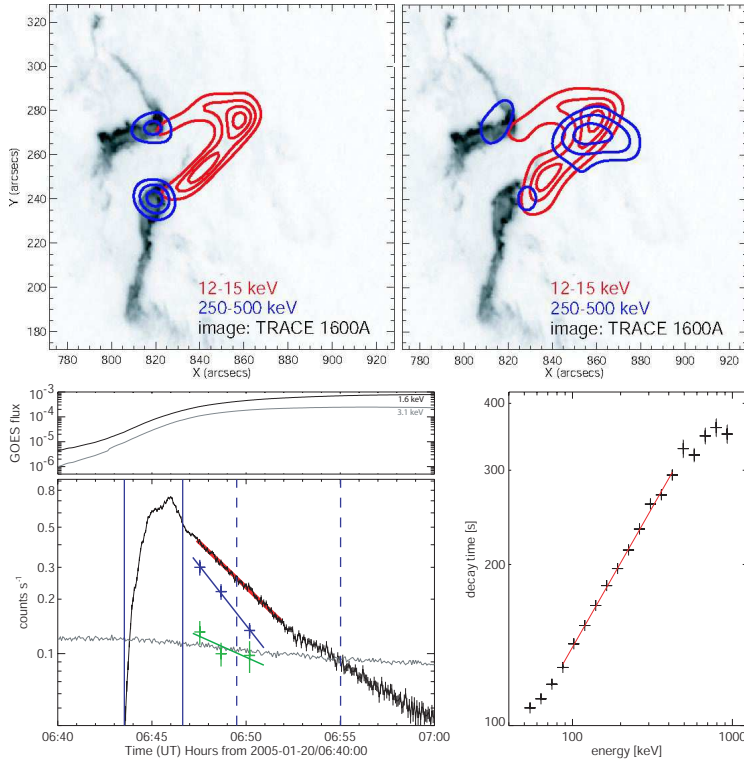 320
300
280
260
240
220
200
180
Y (arcsecs)
12-15 keV
250-500 keV
image: TRACE 1600A
780 800 820 840 860 880 900 920
X (arcsecs)
12-15 keV
250-500 keV
image: TRACE 1600A
780 800 820 840 860 880 900 920
X (arcsecs)
10-3
10-4
10-5
10-6
GOES flux
1.6 keV
3.1 keV
0.8
0.5
0.3
0.2
0.1
counts s-1
06:40 06:45 06:50 06:55 07:00
Time (UT) Hours from 2005-01-20/06:40:00
400
300
200
100
decay time [s]
100 1000
energy [keV]